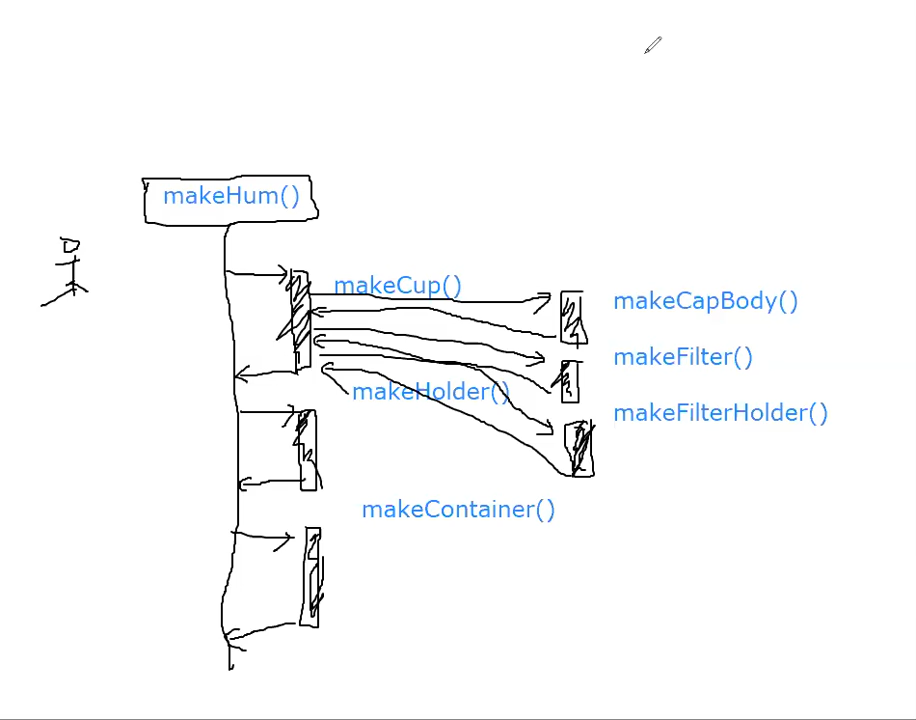 makeHum()
makeCup()
makeCapBody()
makeFilter()
makeHolder()
makeFilterHolder()
makeContainer()